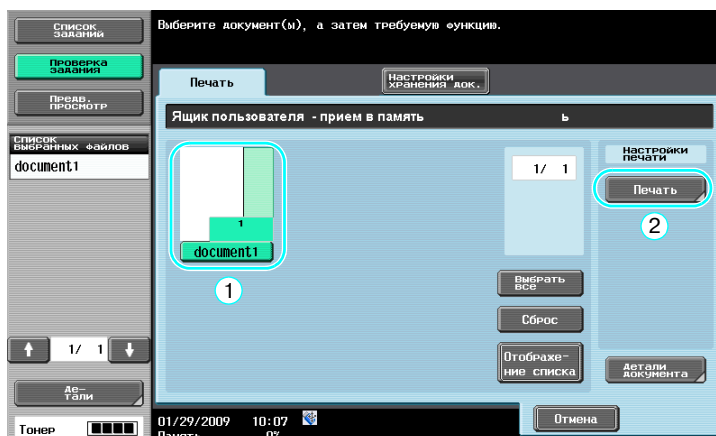 Список
заданий
Выберите документ(ы), а затем требуемую функцию.
Проверка
задания
Предв.
просмотр
Печать
Настройки
хранения док.
Ящик пользователя - прием в память ь
Список
выбранных файлов
document1
1
document1
1
1/ 1
Настройки
печати
Печать
2
Выбрать
все
Сброс
Отображе-
ние списка
Детали
документа
1/ 1
Де-
тали
Тонер
01/29/2009 10:07
Память 0%
Отмена